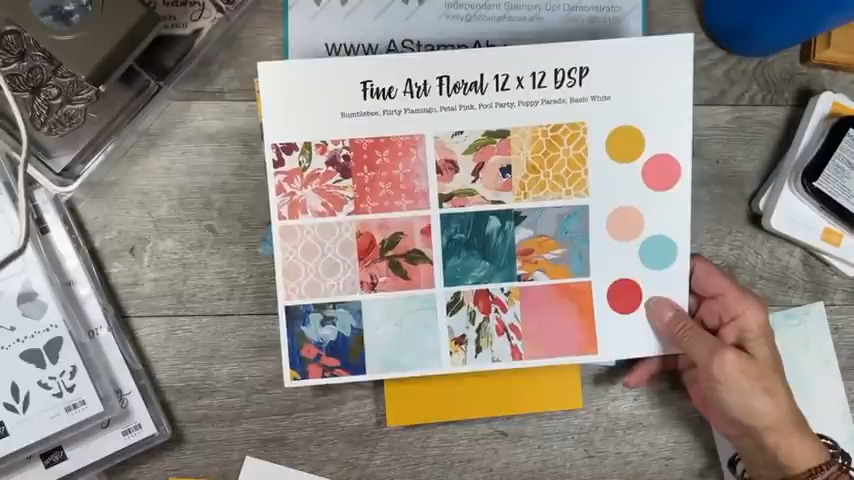 Independent Stampin' Up! Demonstrator
www.AStampAbo
Fine Art Floral 12 x 12 DSP
Bumblebee, Flirty Flamingo, Petal Pink, Pool Party, Poppy Parade, Basic White